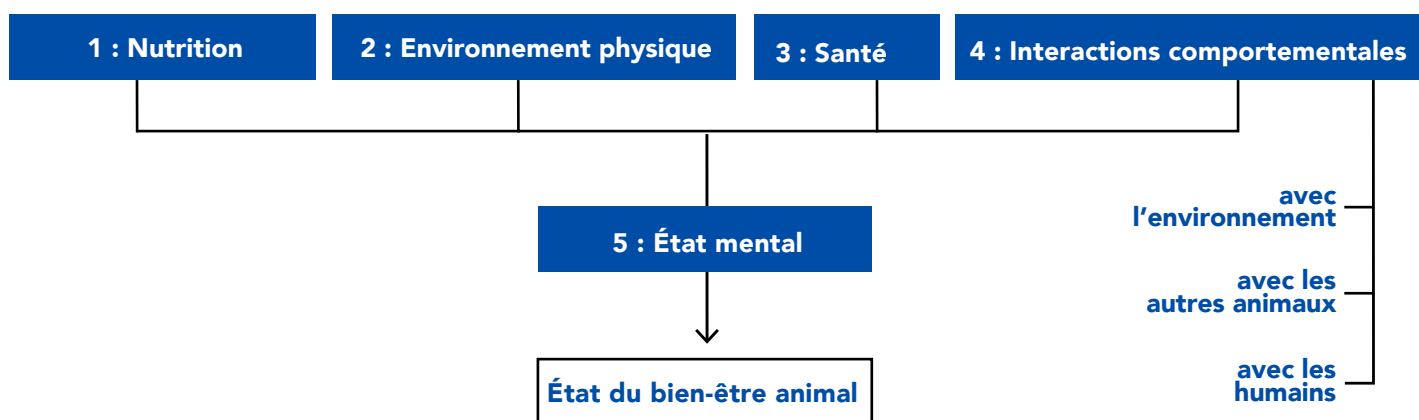 1 : Nutrition
2 : Environnement physique
3 : Santé
4 : Interactions comportementales
avec
l’environnement
5 : État mental
avec les
autres animaux
avec les
humains
État du bien-être animal